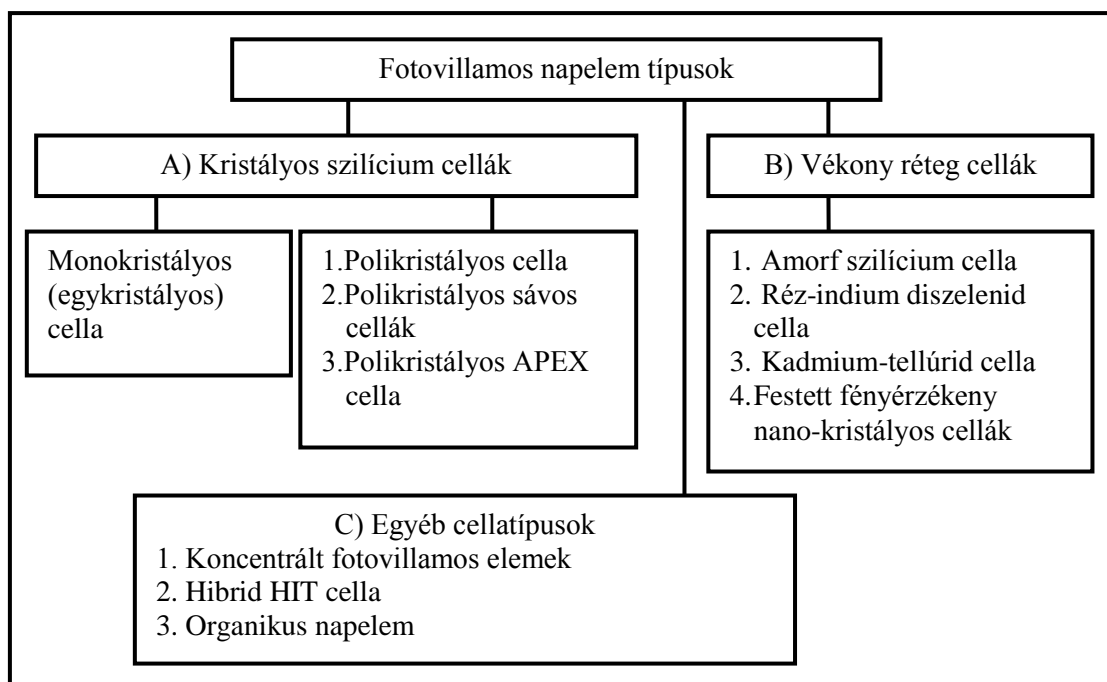 Fotovillamos napelem típusok
A) Kristályos szilícium cellák
B) Vékony réteg cellák
Monokristályos
(egykristályos)
cella
1.Polikristályos cella
2.Polikristályos sávos
cellák
3.Polikristályos APEX
cella
1. Amorf szilícium cella
2. Réz-indium diszelenid
cella
3. Kadmium-tellúrid cella
4.Festett fényérzékeny
nano-kristályos cellák
C) Egyéb cellatípusok
1. Koncentrált fotovillamos elemek
2. Hibrid HIT cella
3. Organikus napelem